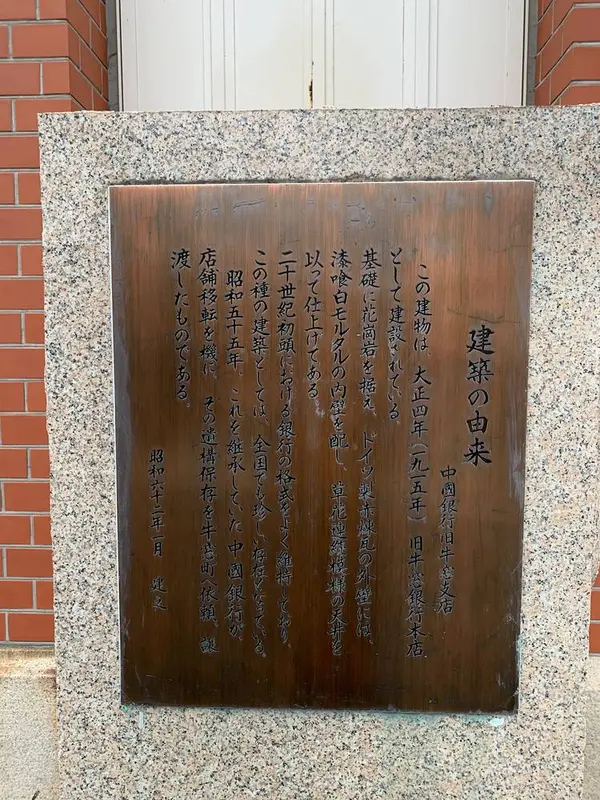 建築の由来
中國銀行旧牛窓支店
この建物は、大正四年(一九一五年)、旧牛窓銀行本店
として建設されている。
基礎に花崗岩を据え、ドイツ製赤煉瓦の外壁には、
漆喰白モルタルの内壁を配し、草花連雑模様の天井を
以って仕上げてある
二十世紀初頭における銀行の格式をよく維持しており、
この種の建築としては、全国でも珍しい存在となっている。
昭和五十五年、これを継承していた中國銀行が、
店舗移転を機に、その遺構保存を牛窓町へ依頼、譲
渡したものである。
昭和六十二年一月 建之